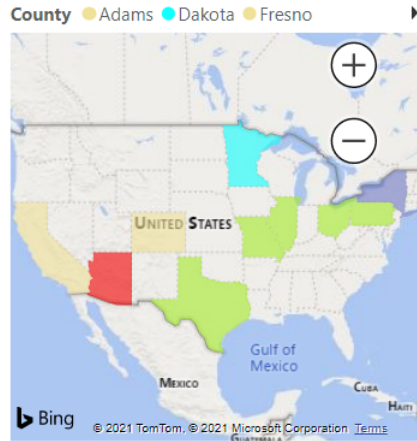 County Adams Dakota Fresno
UNITED STATES
Gulf of
Mexico
MEXICO
CUBA
HAITI
GUATEMALA
Bing
© 2021 TomTom, © 2021 Microsoft Corporation Terms